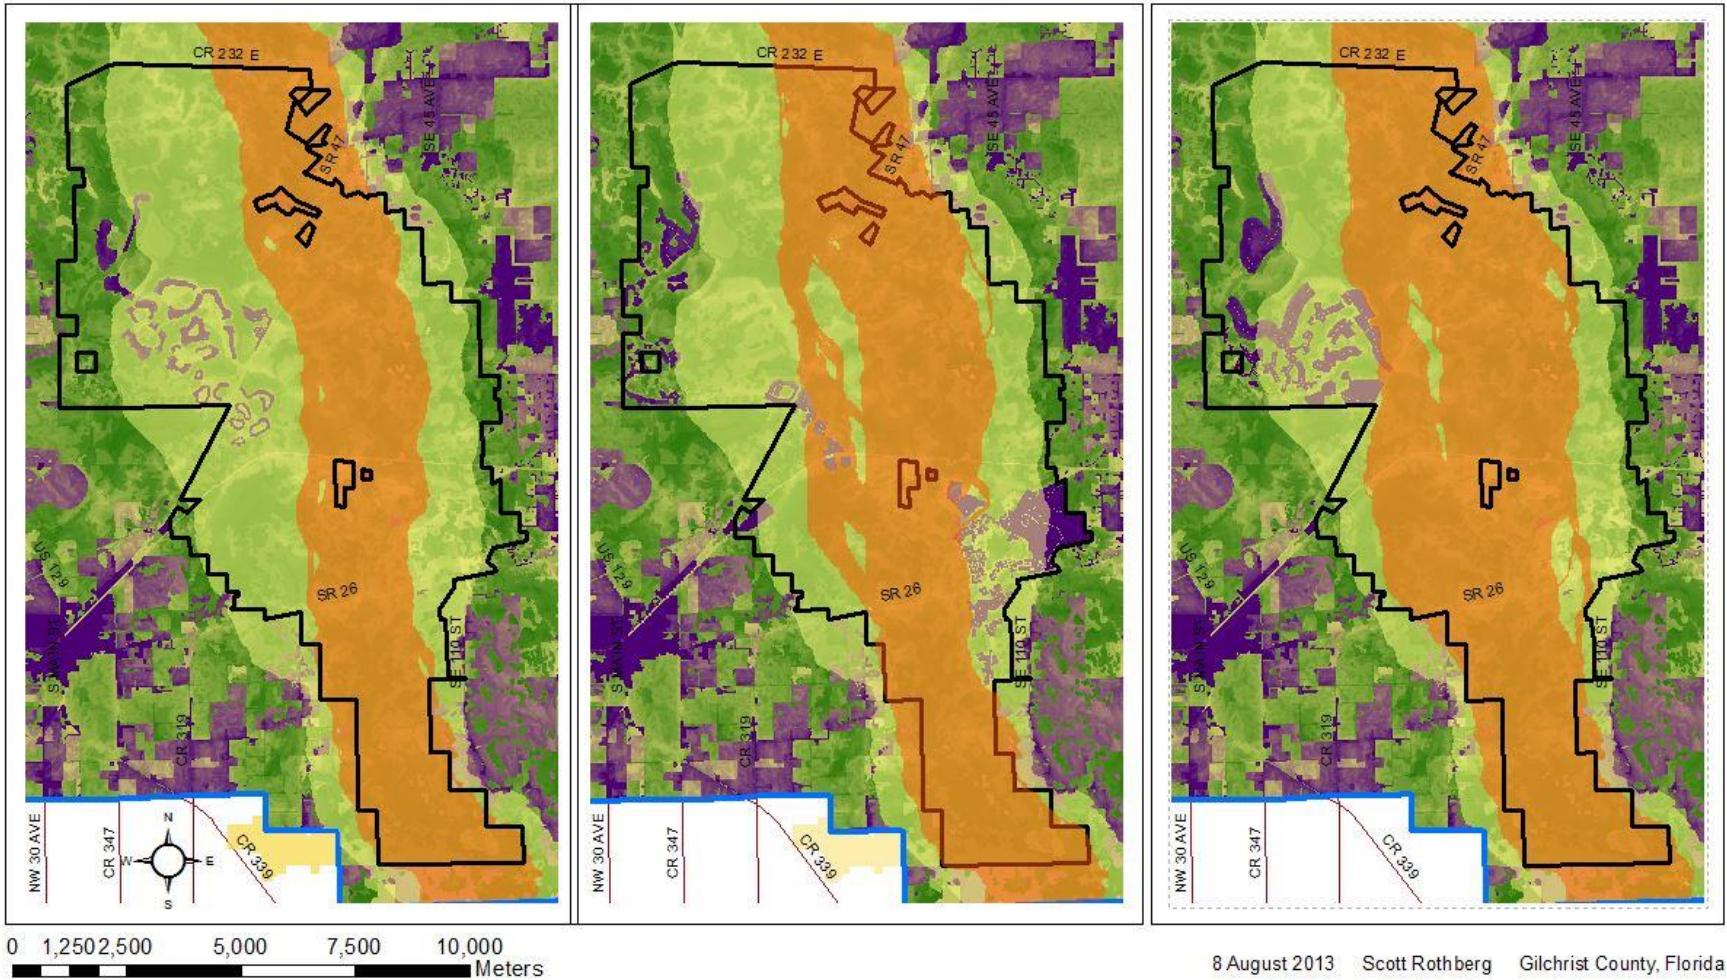 CR 232 E
SE 45 AVE
SR 47
US 129
SR 26
S MAIN ST
SE 110 ST
CR 319
NW 30 AVE
CR 347
CR 339
N
W E
S
CR 232 E
SE 45 AVE
SR 47
US 129
SR 26
S MAIN ST
SE 110 ST
CR 319
NW 30 AVE
CR 347
CR 339
CR 232 E
SE 45 AVE
SR 47
US 129
SR 26
S MAIN ST
SE 110 ST
CR 319
NW 30 AVE
CR 347
CR 339
0 1,250 2,500 5,000 7,500 10,000
Meters
8 August 2013 Scott Rothberg Gilchrist County, Florida